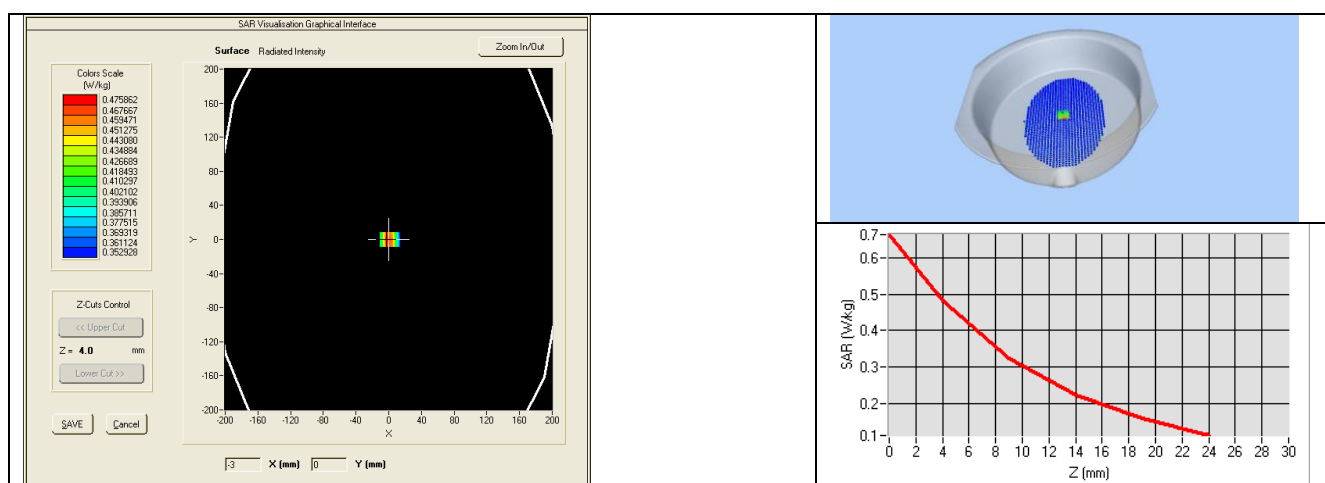 SAR Visualisation Graphical Interface
Surface Radiated Intensity
Zoom In/Out
Colors Scale
(W/kg)
0.475862
0.467667
0.459471
0.451275
0.443080
0.434884
0.426689
0.418493
0.410297
0.402102
0.393906
0.385711
0.377515
0.369319
0.361124
0.352928
Z-Cuts Control
<< Upper Cut
Z = 4.0 mm
Lower Cut >>
SAVE Cancel
200
160
120
80
40
0
-40
-80
-120
-160
-200
Y
-200 -160 -120 -80 -40 0 40 80 120 160 200
X
-3 X (mm) 0 Y (mm)
0.7
0.6
0.5
0.4
0.3
0.2
0.1
SAR (W/kg)
0 2 4 6 8 10 12 14 16 18 20 22 24 26 28 30
Z (mm)